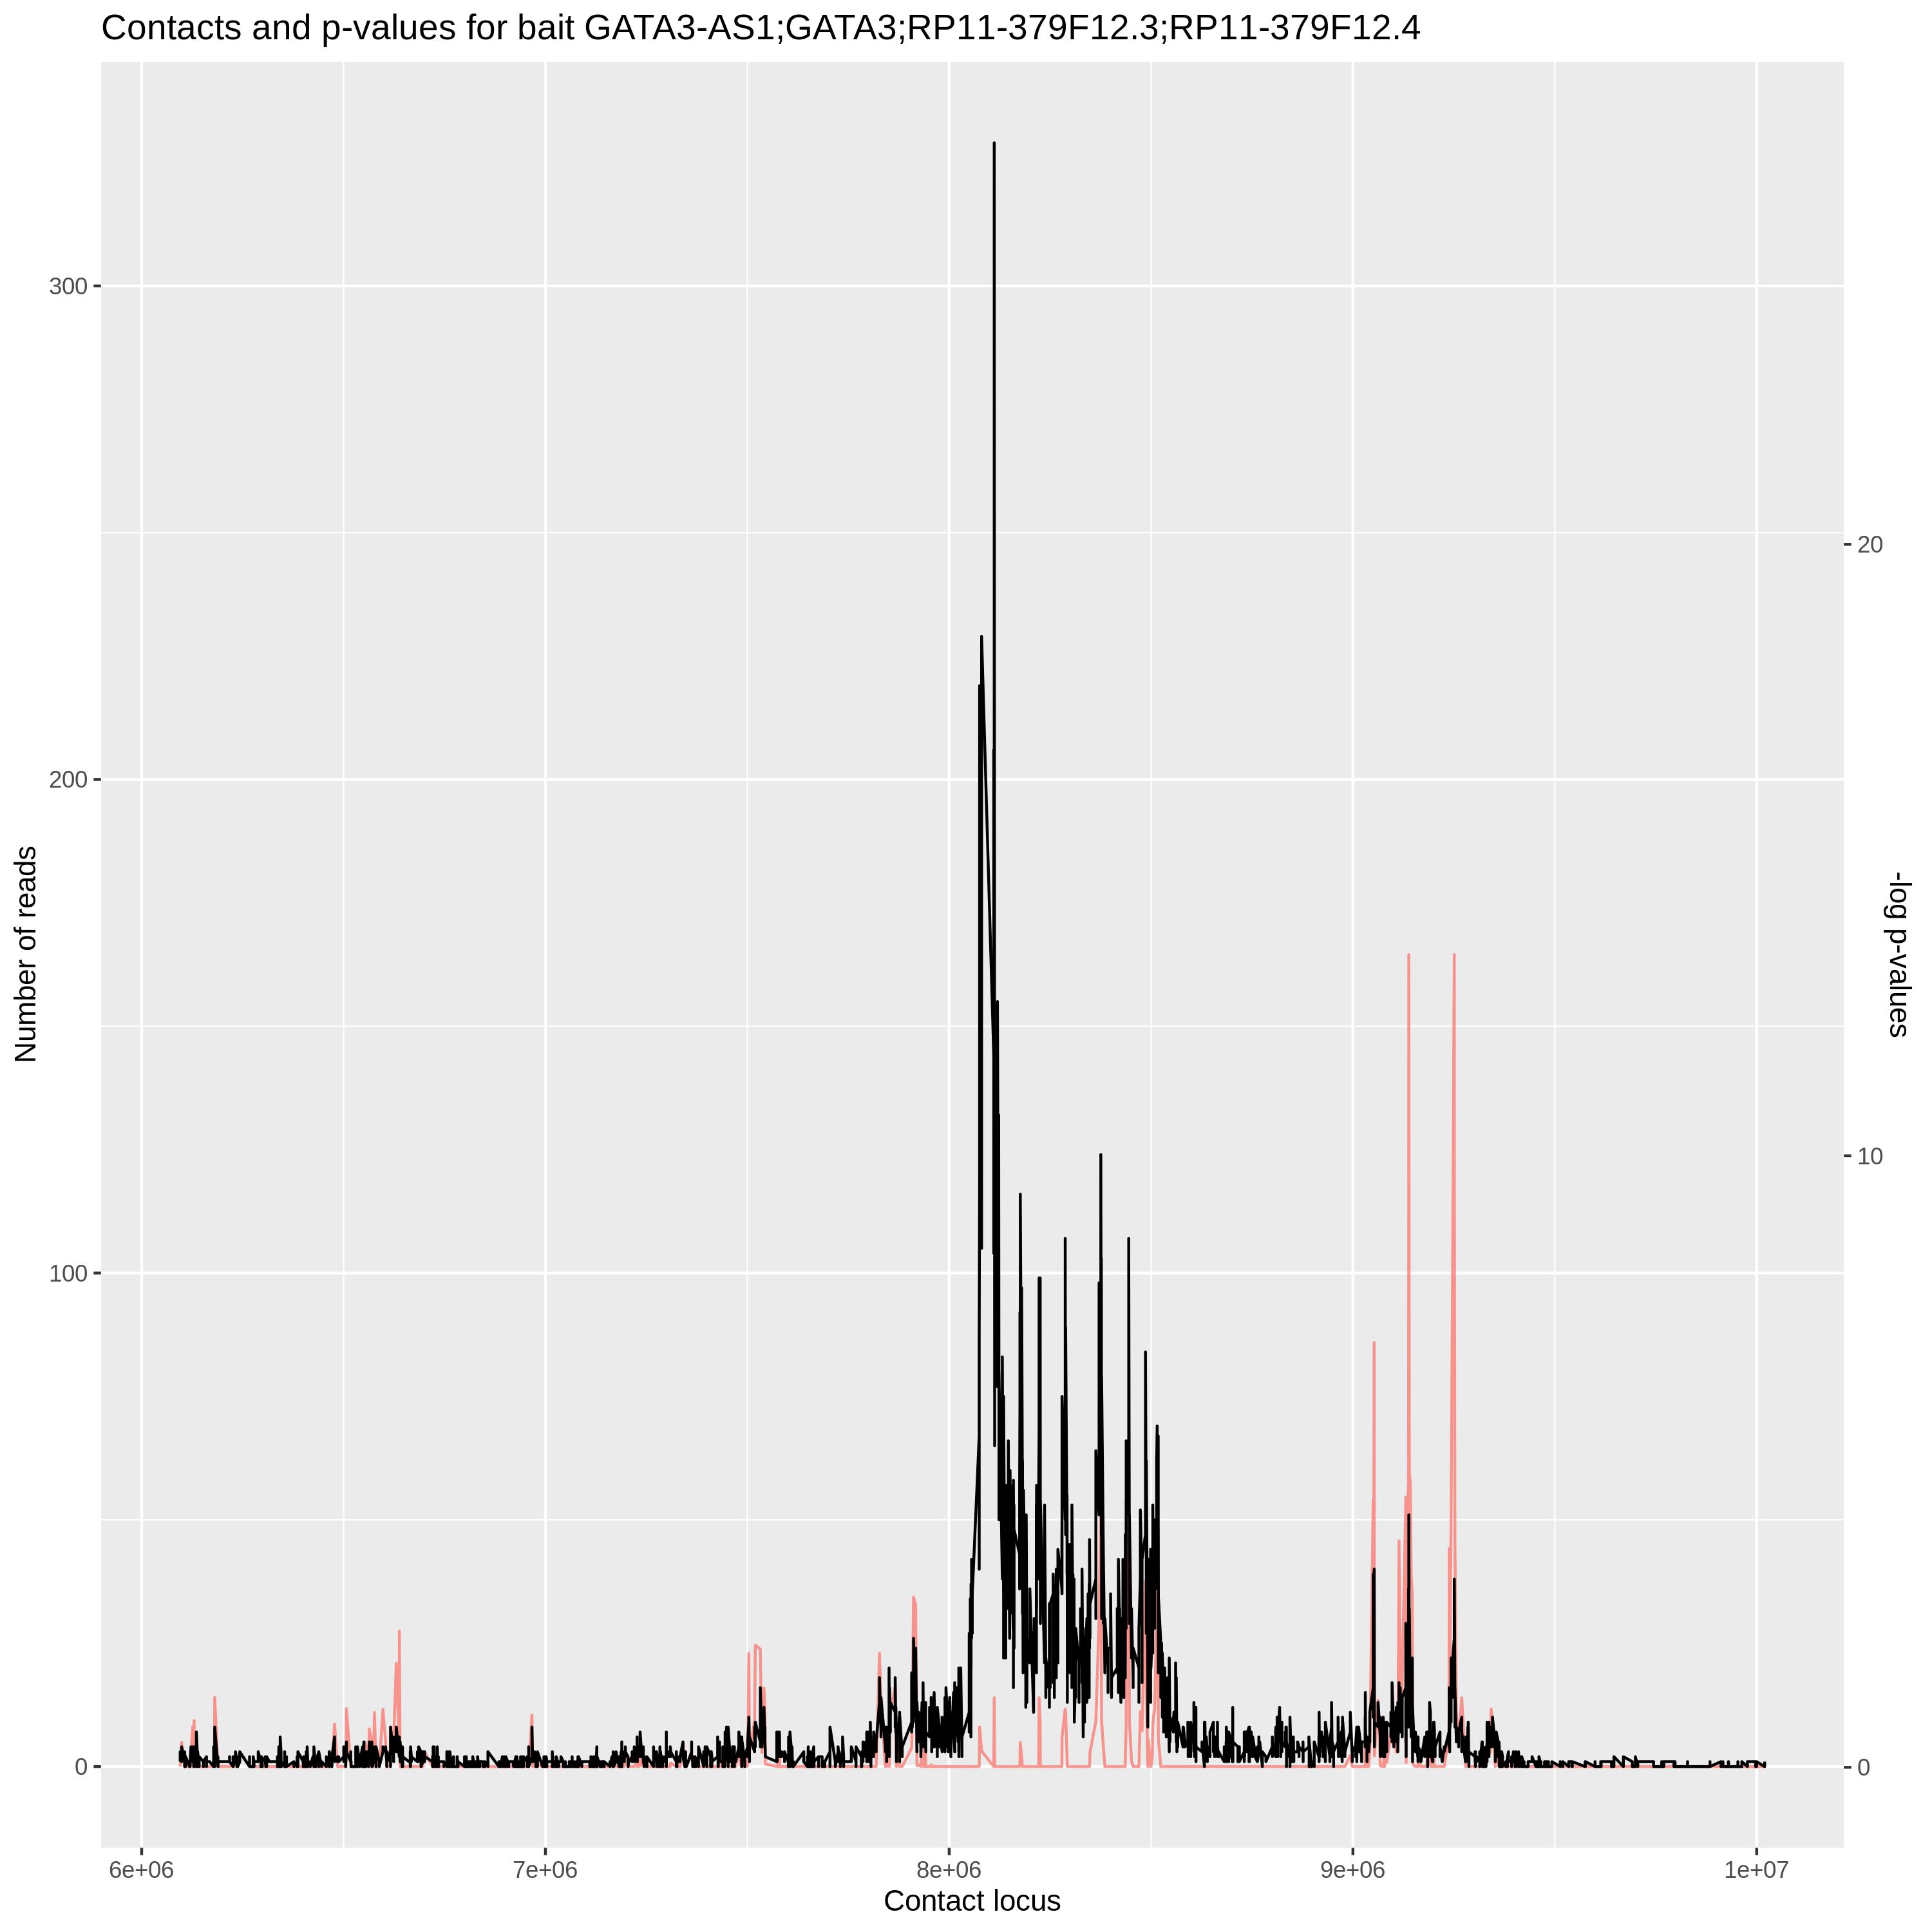 Contacts and p-values for bait GATA3-AS1;GATA3;RP11-379F12.3;RP11-379F12.4
300
200
100
0
Number of reads
20
10
0
-log p-values
6e+06
7e+06
8e+06
9e+06
1e+07
Contact locus